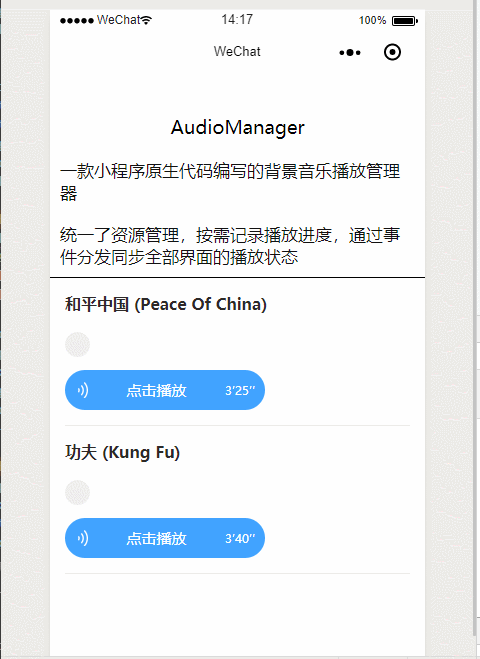 ●●●●● WeChat 14:17 100%
WeChat
AudioManager
一款小程序原生代码编写的背景音乐播放管理
器
统一了资源管理，按需记录播放进度，通过事
件分发同步全部界面的播放状态
和平中国 (Peace Of China)
点击播放 3′25″
功夫 (Kung Fu)
点击播放 3′40″